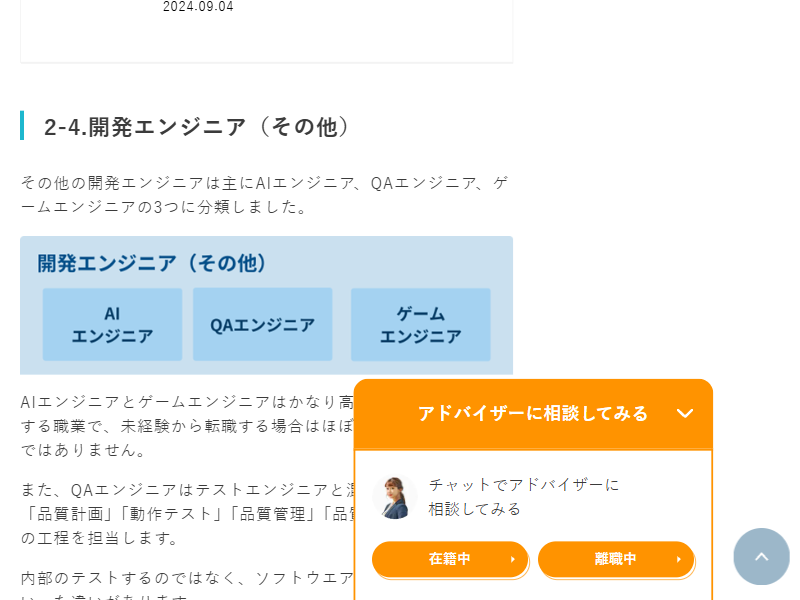 2024.09.04
2-4.開発エンジニア（その他）
その他の開発エンジニアは主にAIエンジニア、QAエンジニア、ゲ
ームエンジニアの3つに分類しました。
開発エンジニア（その他）
AI
エンジニア
QAエンジニア
ゲーム
エンジニア
AIエンジニアとゲームエンジニアはかなり高
する職業で、未経験から転職する場合はほぼ
ではありません。
また、QAエンジニアはテストエンジニアと
「品質計画」「動作テスト」「品質管理」「品質
の工程を担当します。
内部のテストするのではなく、ソフトウエア
いった違いがあります
アドバイザーに相談してみる
チャットでアドバイザーに
相談してみる
在籍中
離職中